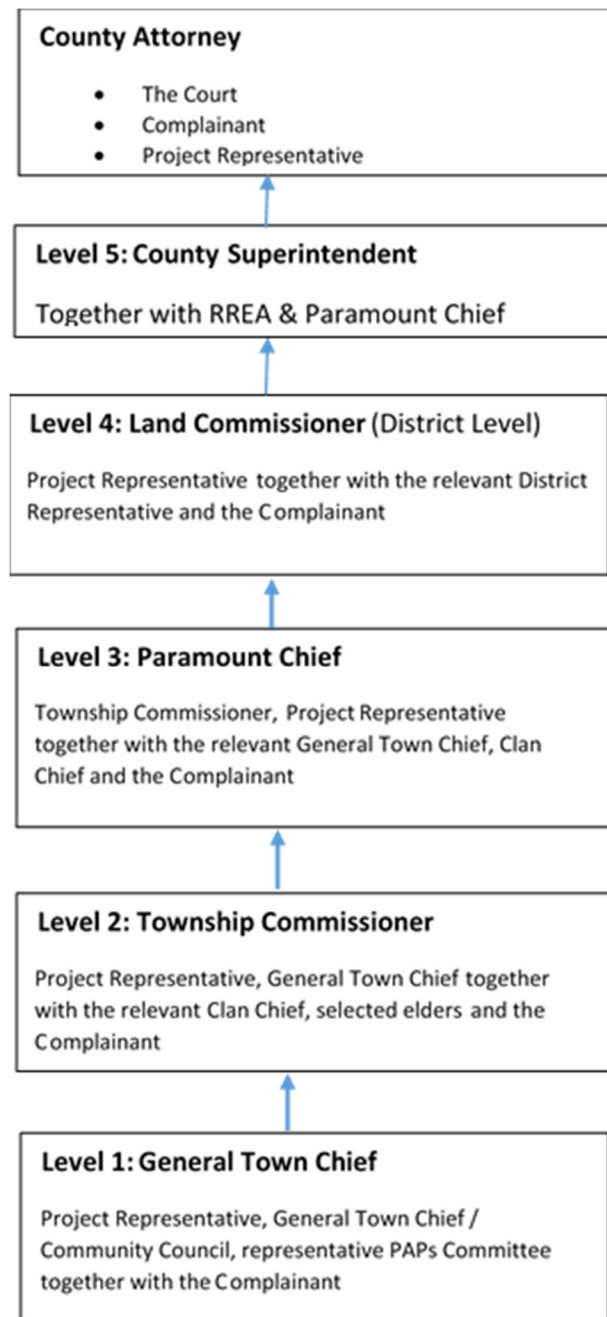 County Attorney
• The Court
• Complainant
• Project Representative
Level 5: County Superintendent
Together with RREA & Paramount Chief
Level 4: Land Commissioner (District Level)
Project Representative together with the relevant District
Representative and the Complainant
Level 3: Paramount Chief
Township Commissioner, Project Representative
together with the relevant General Town Chief, Clan
Chief and the Complainant
Level 2: Township Commissioner
Project Representative, General Town Chief together
with the relevant Clan Chief, selected elders and the
Complainant
Level 1: General Town Chief
Project Representative, General Town Chief /
Community Council, representative PAPs Committee
together with the Complainant